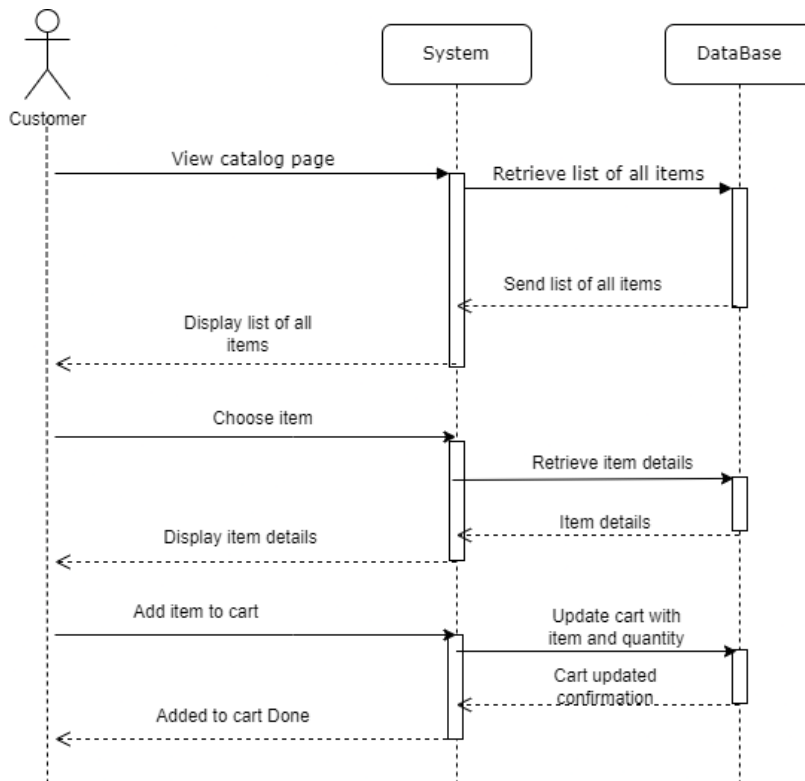 System
DataBase
Customer
View catalog page
Retrieve list of all items
Send list of all items
Display list of all
items
Choose item
Retrieve item details
Item details
Display item details
Add item to cart
Update cart with
item and quantity
Cart updated
confirmation
Added to cart Done